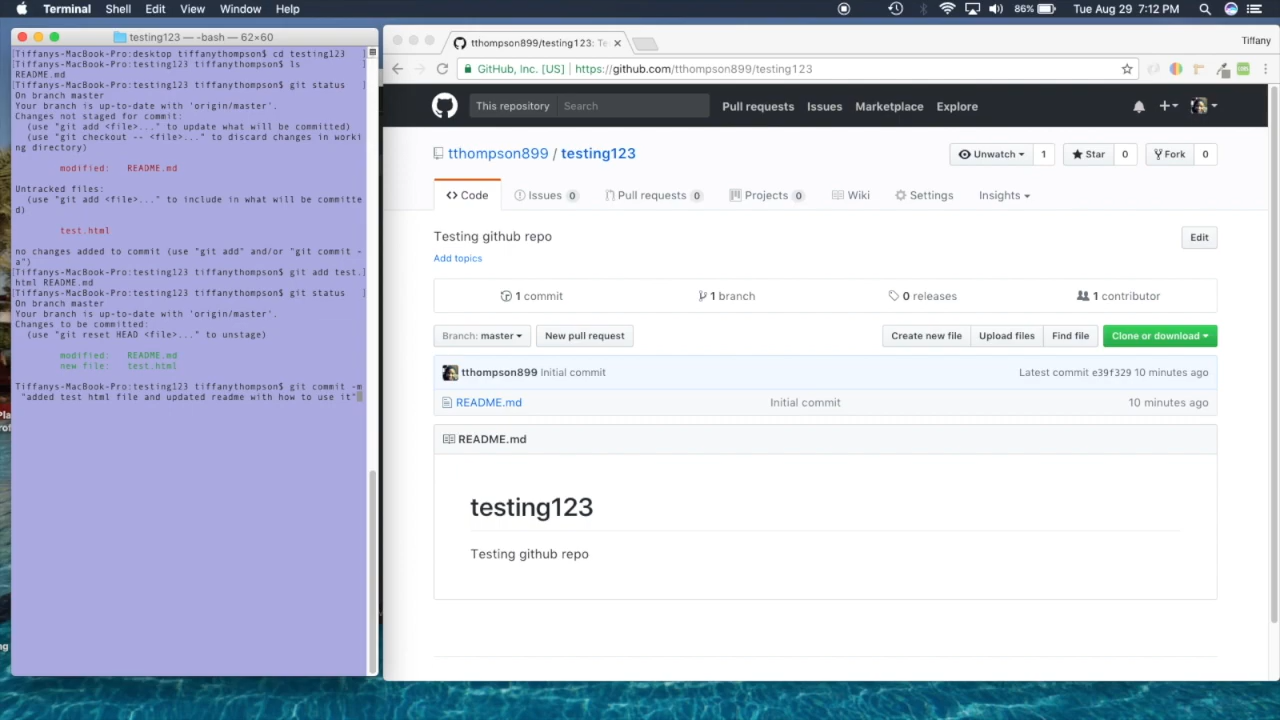 Terminal Shell Edit View Window Help 86% Tue Aug 29 7:12 PM
testing123 — -bash — 62×60
[Tiffanys-MacBook-Pro:desktop tiffanythompson$ cd testing123
[Tiffanys-MacBook-Pro:testing123 tiffanythompson$ ls ]
README.md
[Tiffanys-MacBook-Pro:testing123 tiffanythompson$ git status ]
On branch master
Your branch is up-to-date with 'origin/master'.
Changes not staged for commit:
(use "git add <file>..." to update what will be committed)
(use "git checkout -- <file>..." to discard changes in worki
ng directory)
modified: README.md
Untracked files:
(use "git add <file>..." to include in what will be committe
d)
test.html
no changes added to commit (use "git add" and/or "git commit -
a")
[Tiffanys-MacBook-Pro:testing123 tiffanythompson$ git add test.]
html README.md
[Tiffanys-MacBook-Pro:testing123 tiffanythompson$ git status ]
On branch master
Your branch is up-to-date with 'origin/master'.
Changes to be committed:
(use "git reset HEAD <file>..." to unstage)
modified: README.md
new file: test.html
Tiffanys-MacBook-Pro:testing123 tiffanythompson$ git commit -m
"added test html file and updated readme with how to use it"
tthompson899/testing123: Te
Tiffany
GitHub, Inc. [US] | https://github.com/tthompson899/testing123
This repository Search Pull requests Issues Marketplace Explore
tthompson899 / testing123 Unwatch 1 Star 0 Fork 0
Code Issues 0 Pull requests 0 Projects 0 Wiki Settings Insights
Testing github repo Edit
Add topics
1 commit 1 branch 0 releases 1 contributor
Branch: master New pull request Create new file Upload files Find file Clone or download
tthompson899 Initial commit Latest commit e39f329 10 minutes ago
README.md Initial commit 10 minutes ago
README.md
testing123
Testing github repo